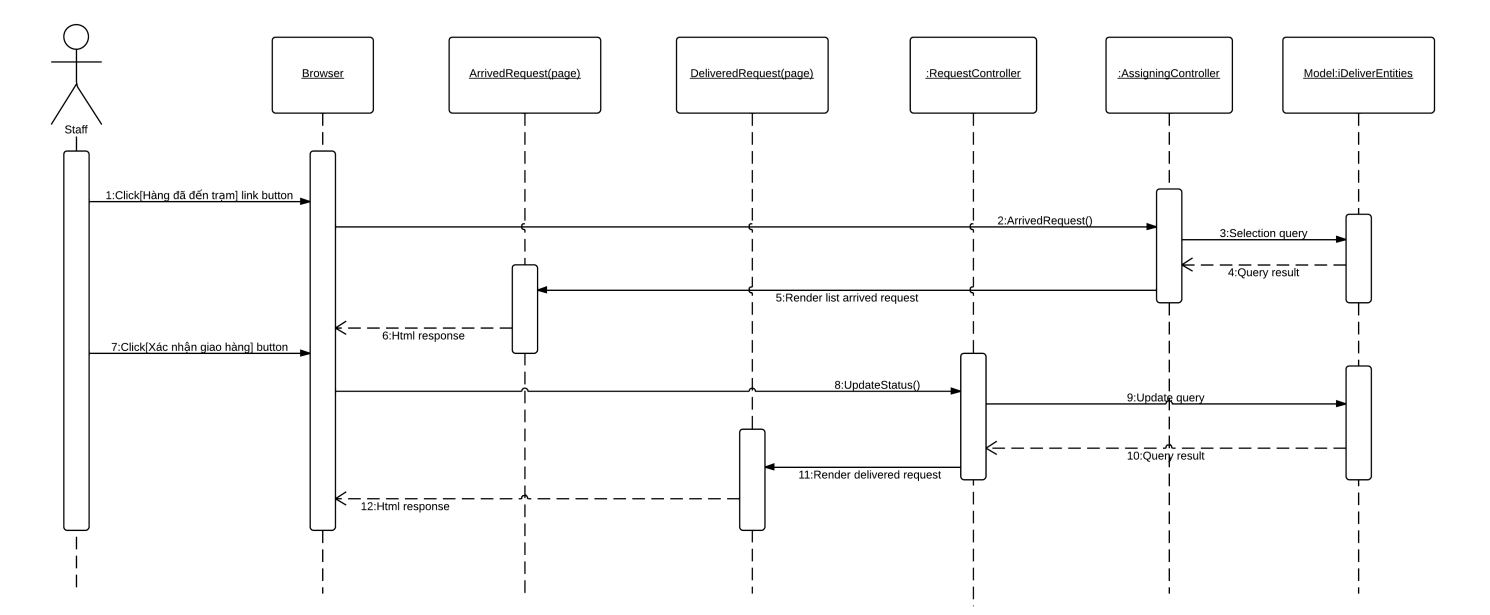 Staff
Browser
ArrivedRequest(page)
DeliveredRequest(page)
:RequestController
:AssigningController
Model:iDeliverEntities
1:Click[Hàng đã đến trạm] link button
2:ArrivedRequest()
3:Selection query
4:Query result
5:Render list arrived request
6:Html response
7:Click[Xác nhận giao hàng] button
8:UpdateStatus()
9:Update query
10:Query result
11:Render delivered request
12:Html response